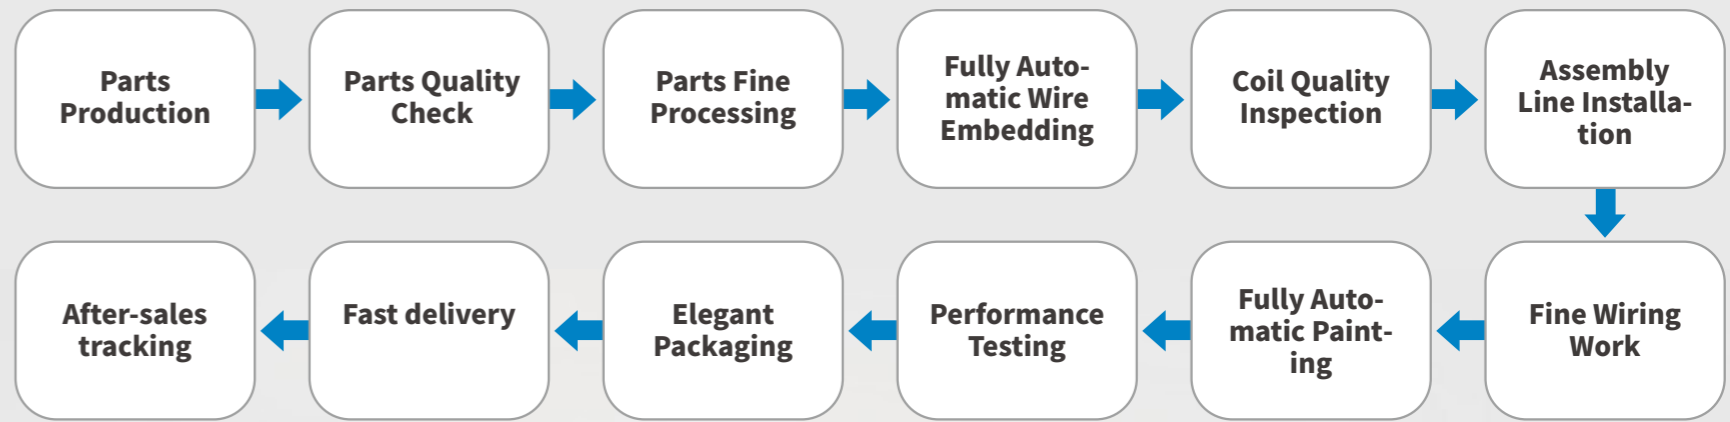 Parts
Production
Parts Quality
Check
Parts Fine
Processing
Fully Auto-
matic Wire
Embedding
Coil Quality
Inspection
Assembly
Line Installa-
tion
Fine Wiring
Work
Fully Auto-
matic Paint-
ing
Performance
Testing
Elegant
Packaging
Fast delivery
After-sales
tracking